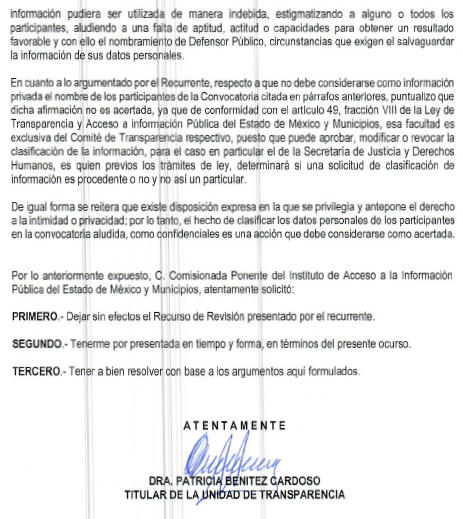 información pudiera ser utilizada de manera indebida, estigmatizando a alguno o todos los
participantes, aludiendo a una falta de aptitud, actitud o capacidades para obtener un resultado
favorable y con ello el nombramiento de Defensor Público, circunstancias que exigen el salvaguardar
la información de sus datos personales.
En cuanto a lo argumentado por el Recurrente, respecto a que no debe considerarse como información
privada el nombre de los participantes de la Convocatoria citada en párrafos anteriores, puntualizo que
dicha afirmación no es acertada, ya que de conformidad con el artículo 49, fracción VIII de la Ley de
Transparencia y Acceso a información Pública del Estado de México y Municipios, esa facultad es
exclusiva del Comité de Transparencia respectivo, puesto que puede aprobar, modificar o revocar la
clasificación de la información, para el caso en particular el de la Secretaría de Justicia y Derechos
Humanos, es quien previos los trámites de ley, determinará si una solicitud de clasificación de
información es procedente o no y no así un particular.
De igual forma se reitera que existe disposición expresa en la que se privilegia y antepone el derecho
a la intimidad o privacidad; por lo tanto, el hecho de clasificar los datos personales de los participantes
en la convocatoria aludida, como confidenciales es una acción que debe considerarse como acertada.
Por lo anteriormente expuesto, C. Comisionada Ponente del Instituto de Acceso a la Información
Pública del Estado de México y Municipios, atentamente solicitó:
PRIMERO.- Dejar sin efectos el Recurso de Revisión presentado por el recurrente.
SEGUNDO.- Tenerme por presentada en tiempo y forma, en términos del presente ocurso.
TERCERO.- Tener a bien resolver con base a los argumentos aquí formulados.
ATENTAMENTE
DRA. PATRICIA BENITEZ CARDOSO
TITULAR DE LA UNIDAD DE TRANSPARENCIA